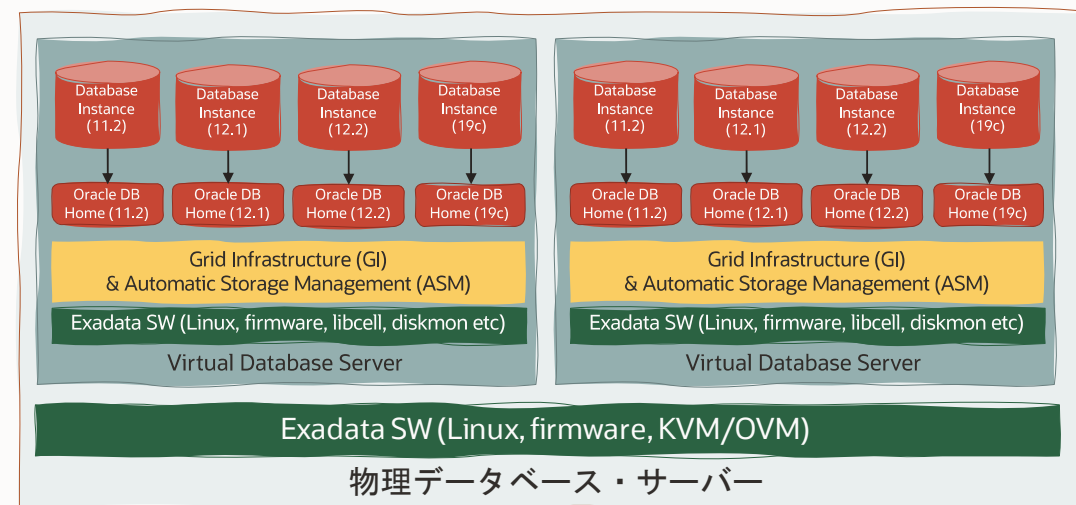 Database
Instance
(11.2)
Database
Instance
(12.1)
Database
Instance
(12.2)
Database
Instance
(19c)
Oracle DB
Home (11.2)
Oracle DB
Home (12.1)
Oracle DB
Home (12.2)
Oracle DB
Home (19c)
Grid Infrastructure (GI)
& Automatic Storage Management (ASM)
Exadata SW (Linux, firmware, libcell, diskmon etc)
Virtual Database Server
Database
Instance
(11.2)
Database
Instance
(12.1)
Database
Instance
(12.2)
Database
Instance
(19c)
Oracle DB
Home (11.2)
Oracle DB
Home (12.1)
Oracle DB
Home (12.2)
Oracle DB
Home (19c)
Grid Infrastructure (GI)
& Automatic Storage Management (ASM)
Exadata SW (Linux, firmware, libcell, diskmon etc)
Virtual Database Server
Exadata SW (Linux, firmware, KVM/OVM)
物理データベース・サーバー